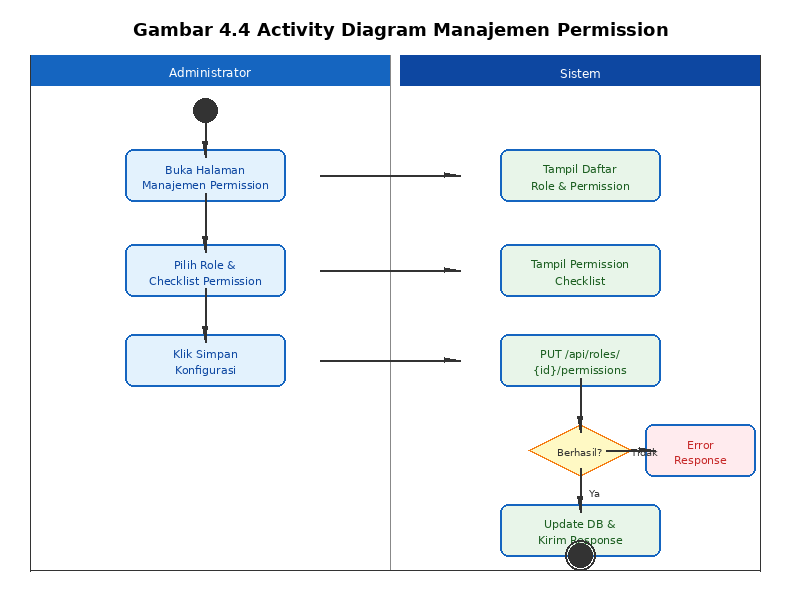 Gambar 4.4 Activity Diagram Manajemen Permission
Administrator
Sistem
Buka Halaman
Manajemen Permission
Tampil Daftar
Role & Permission
Pilih Role &
Checklist Permission
Tampil Permission
Checklist
Klik Simpan
Konfigurasi
PUT /api/roles/
{id}/permissions
Berhasil?
Tidak
Error
Response
Ya
Update DB &
Kirim Response